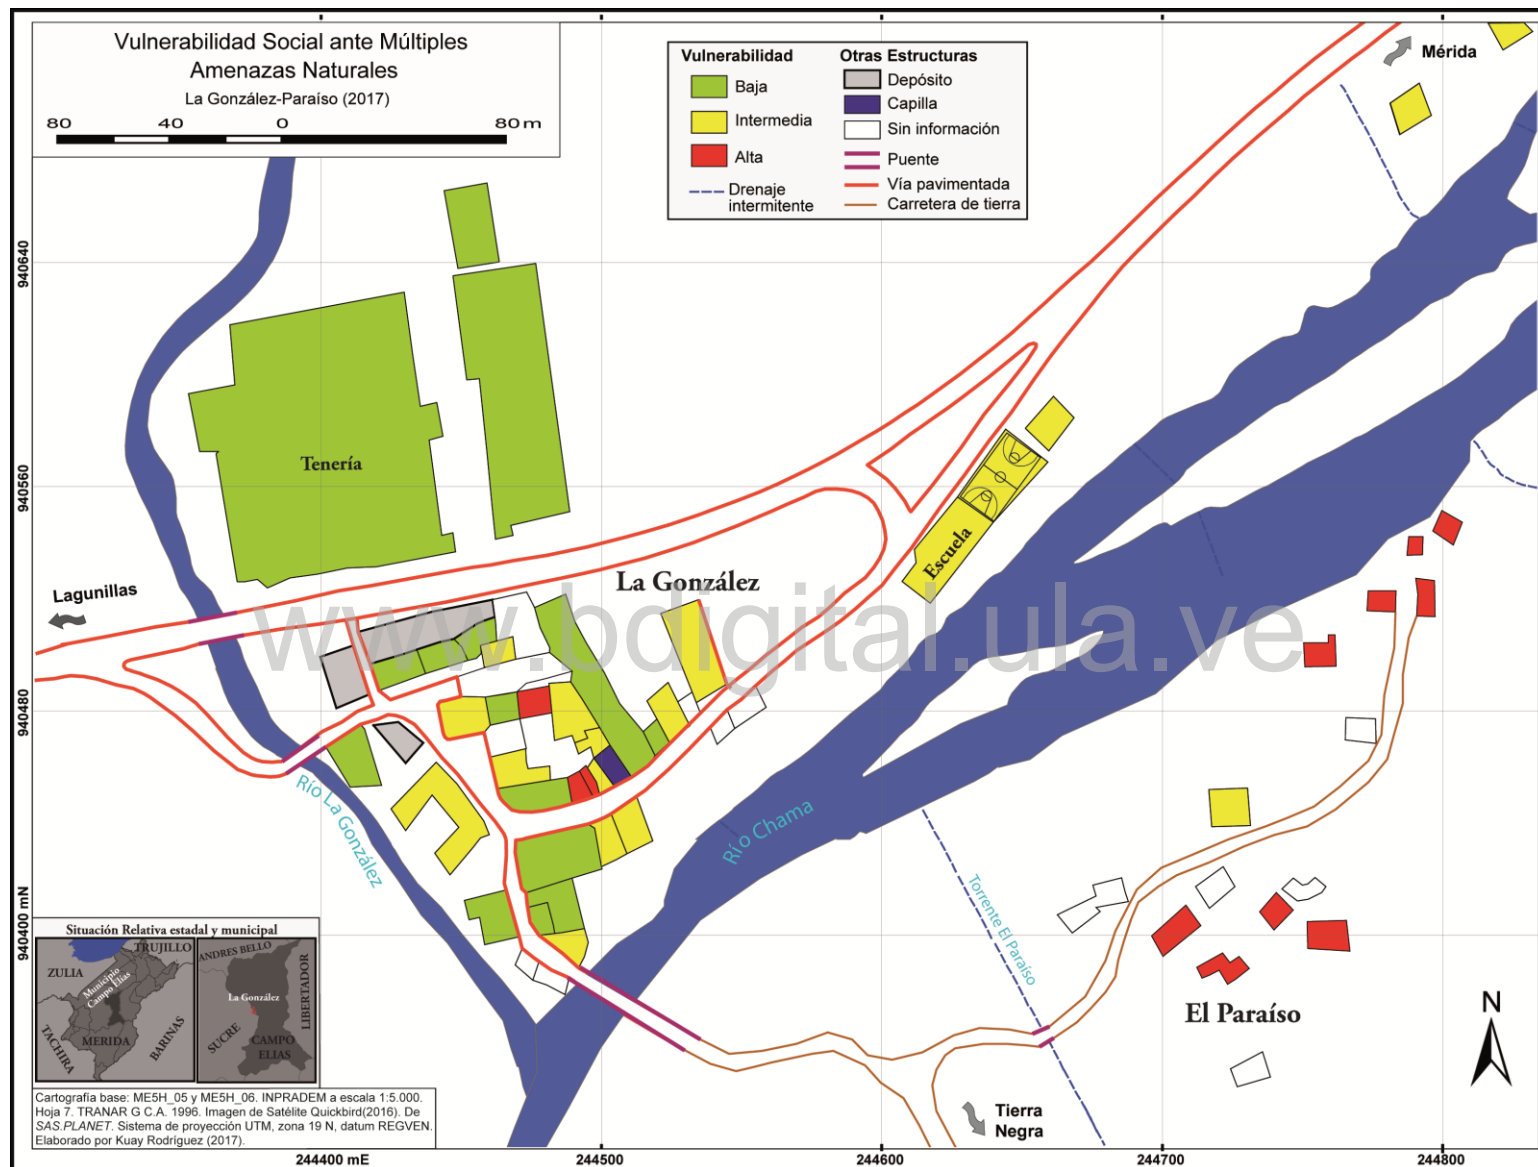 Vulnerabilidad Social ante Múltiples
Amenazas Naturales
La González-Paraíso (2017)
80 40 0 80 m
Vulnerabilidad
Baja
Intermedia
Alta
Drenaje
intermitente
Otras Estructuras
Depósito
Capilla
Sin información
Puente
Vía pavimentada
Carretera de tierra
Mérida
940640
940560
940480
940400 mN
Tenería
Escuela
La González
Lagunillas
www.bdigital.ula.ve
Río La González
Río Chama
Torrente El Paraíso
El Paraíso
N
Tierra
Negra
Situación Relativa estadal y municipal
ZULIA
TRUJILLO
Municipio
Campo Elías
MERIDA
TACHIRA
BARINAS
ANDRES BELLO
La González
LIBERTADOR
SUCRE
CAMPO
ELIAS
Cartografía base: ME5H_05 y ME5H_06. INPRADEM a escala 1:5.000.
Hoja 7. TRANAR G C.A. 1996. Imagen de Satélite Quickbird(2016). De
SAS.PLANET. Sistema de proyección UTM, zona 19 N, datum REGVEN.
Elaborado por Kuay Rodríguez (2017).
244400 mE
244500
244600
244700
244800